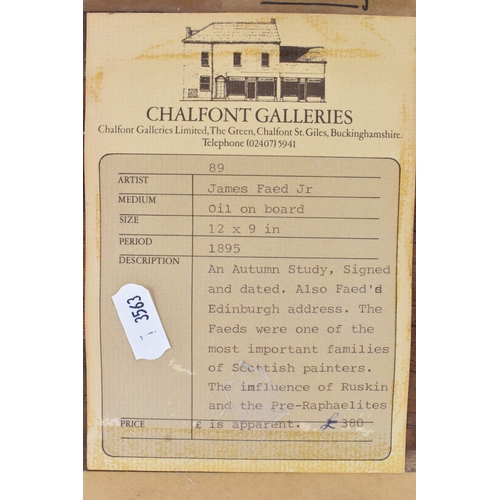 CHALFONT GALLERIES
Chalfont Galleries Limited, The Green, Chalfont St. Giles, Buckinghamshire.
Telephone (02407) 5941
89
ARTIST James Faed Jr
MEDIUM Oil on board
SIZE 12 x 9 in
PERIOD 1895
DESCRIPTION An Autumn Study, Signed
and dated. Also Faed's
Edinburgh address. The
Faeds were one of the
most important families
of Scottish painters.
The influence of Ruskin
and the Pre-Raphaelites
PRICE £ is apparent. £ 380
3563